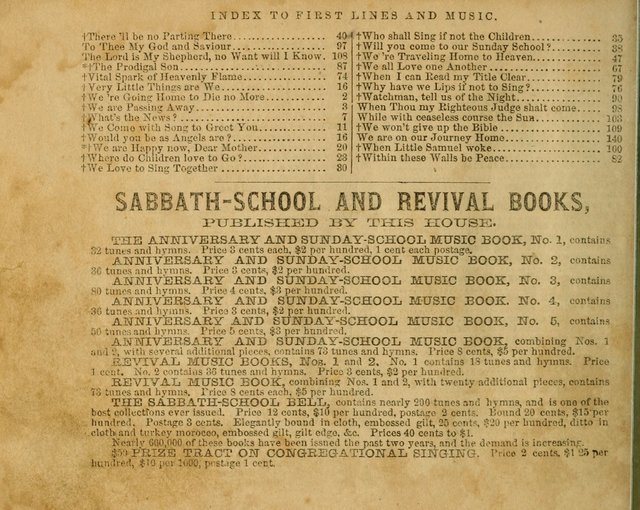 INDEX TO FIRST LINES AND MUSIC.
†There 'll be no Parting There 40
To Thee My God and Saviour 97
The Lord is My Shepherd, no Want will I Know. 108
*†The Prodigal Son 87
†Vital Spark of Heavenly Flame 74
†Very Little Things are We 16
†We 're Going Home to Die no More 2
†We are Passing Away 3
†What's the News? 7
†We Come with Song to Greet You 11
†Would you be as Angels are? 16
*†We are Happy now, Dear Mother 20
†Where do Children love to Go? 23
†We Love to Sing Together 30
†Who shall Sing if not the Children 35
†Will you come to our Sunday School? 38
†We 're Traveling Home to Heaven 47
†We all Love one Another 67
†When I can Read my Title Clear 79
†Why have we Lips if not to Sing? 76
*†Watchman, tell us of the Night 90
When Thou my Righteous Judge shalt come 98
While with ceaseless course the Sun 103
†We won't give up the Bible 109
We are on our Journey Home 140
†When Little Samuel woke 100
†Within these Walls be Peace 82
SABBATH-SCHOOL AND REVIVAL BOOKS,
PUBLISHED BY THIS HOUSE.
THE ANNIVERSARY AND SUNDAY-SCHOOL MUSIC BOOK, No. 1, contains
32 tunes and hymns. Price 3 cents each, $2 per hundred, 1 cent each postage.
ANNIVERSARY AND SUNDAY-SCHOOL MUSIC BOOK, No. 2, contains
36 tunes and hymns. Price 3 cents, $2 per hundred.
ANNIVERSARY AND SUNDAY-SCHOOL MUSIC BOOK, No. 3, contains
80 tunes and hymns. Price 4 cents, $3 per hundred.
ANNIVERSARY AND SUNDAY-SCHOOL MUSIC BOOK, No. 4, contains
36 tunes and hymns. Price 3 cents, $2 per hundred.
ANNIVERSARY AND SUNDAY-SCHOOL MUSIC BOOK, No. 5, contains
50 tunes and hymns. Price 5 cents, $3 per hundred.
ANNIVERSARY AND SUNDAY-SCHOOL MUSIC BOOK, combining Nos. 1
and 2, with several additional pieces, contains 73 tunes and hymns. Price 8 cents, $5 per hundred.
REVIVAL MUSIC BOOKS, Nos. 1 and 2. No. 1 contains 18 tunes and hymns. Price
1 cent. No. 2 contains 36 tunes and hymns. Price 3 cents, $2 per hundred.
REVIVAL MUSIC BOOK, combining Nos. 1 and 2, with twenty additional pieces, contains
73 tunes and hymns, Price 8 cents each, $5 per hundred.
THE SABBATH-SCHOOL BELL, contains nearly 200 tunes and hymns, and is one of the
best collections ever issued. Price 12 cents, $10 per hundred, postage 2 cents. Bound 20 cents, $15 per
hundred. Postage 3 cents. Elegantly bound in cloth, embossed gilt, 25 cents, $20 per hundred, ditto in
cloth and turkey morocco, embossed gilt, gilt edge, &c. Prices 40 cents to $1.
Nearly 600,000 of these books have been issued the past two years, and the demand is increasing.
PRIZE TRACT ON CONGREGATIONAL SINGING. Price 2 cents, $1 25 per
hundred, $10 per 1000, postage 1 cent.